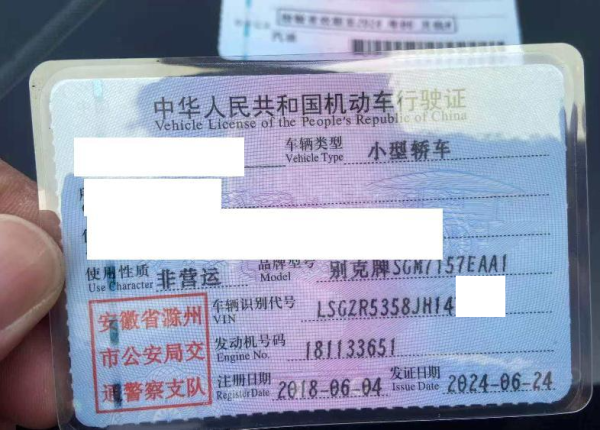 汽油
中华人民共和国机动车行驶证
Vehicle License of the People's Republic of China
车辆类型 小型轿车
Vehicle Type
使用性质 非营运 品牌型号 别克牌SGM7157EAA1
Use Character Model
安徽省滁州 车辆识别代号 LSGZR5358JH14
VIN
市公安局交 发动机号码 181133651
Engine No.
通警察支队 注册日期 2018-06-04 发证日期 2024-06-24
Register Date Issue Date